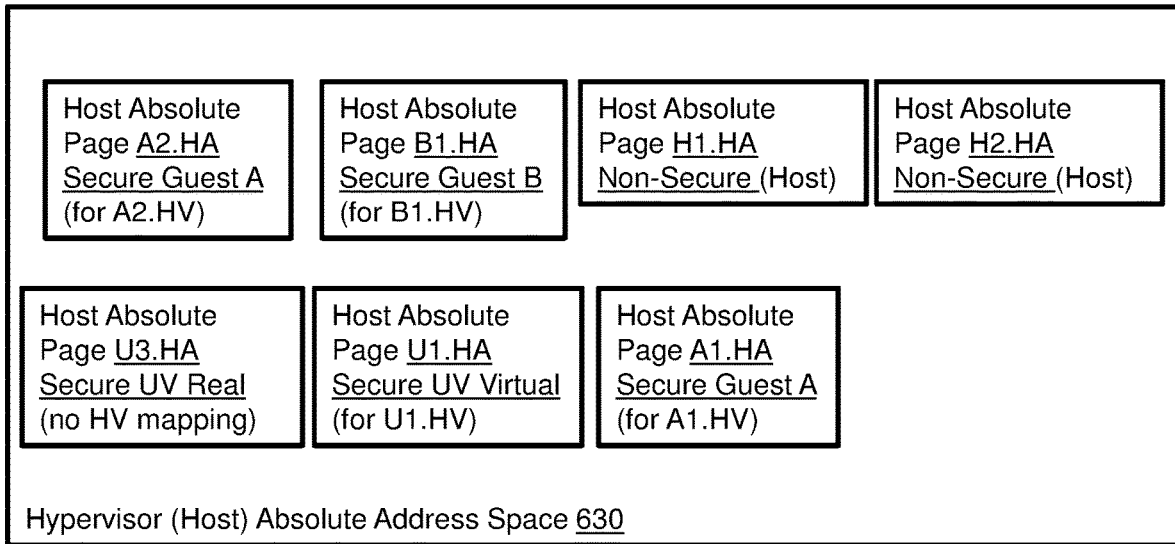 Host Absolute
Page A2.HA
Secure Guest A
(for A2.HV)
Host Absolute
Page B1.HA
Secure Guest B
(for B1.HV)
Host Absolute
Page H1.HA
Non-Secure (Host)
Host Absolute
Page H2.HA
Non-Secure (Host)
Host Absolute
Page U3.HA
Secure UV Real
(no HV mapping)
Host Absolute
Page U1.HA
Secure UV Virtual
(for U1.HV)
Host Absolute
Page A1.HA
Secure Guest A
(for A1.HV)
Hypervisor (Host) Absolute Address Space 630